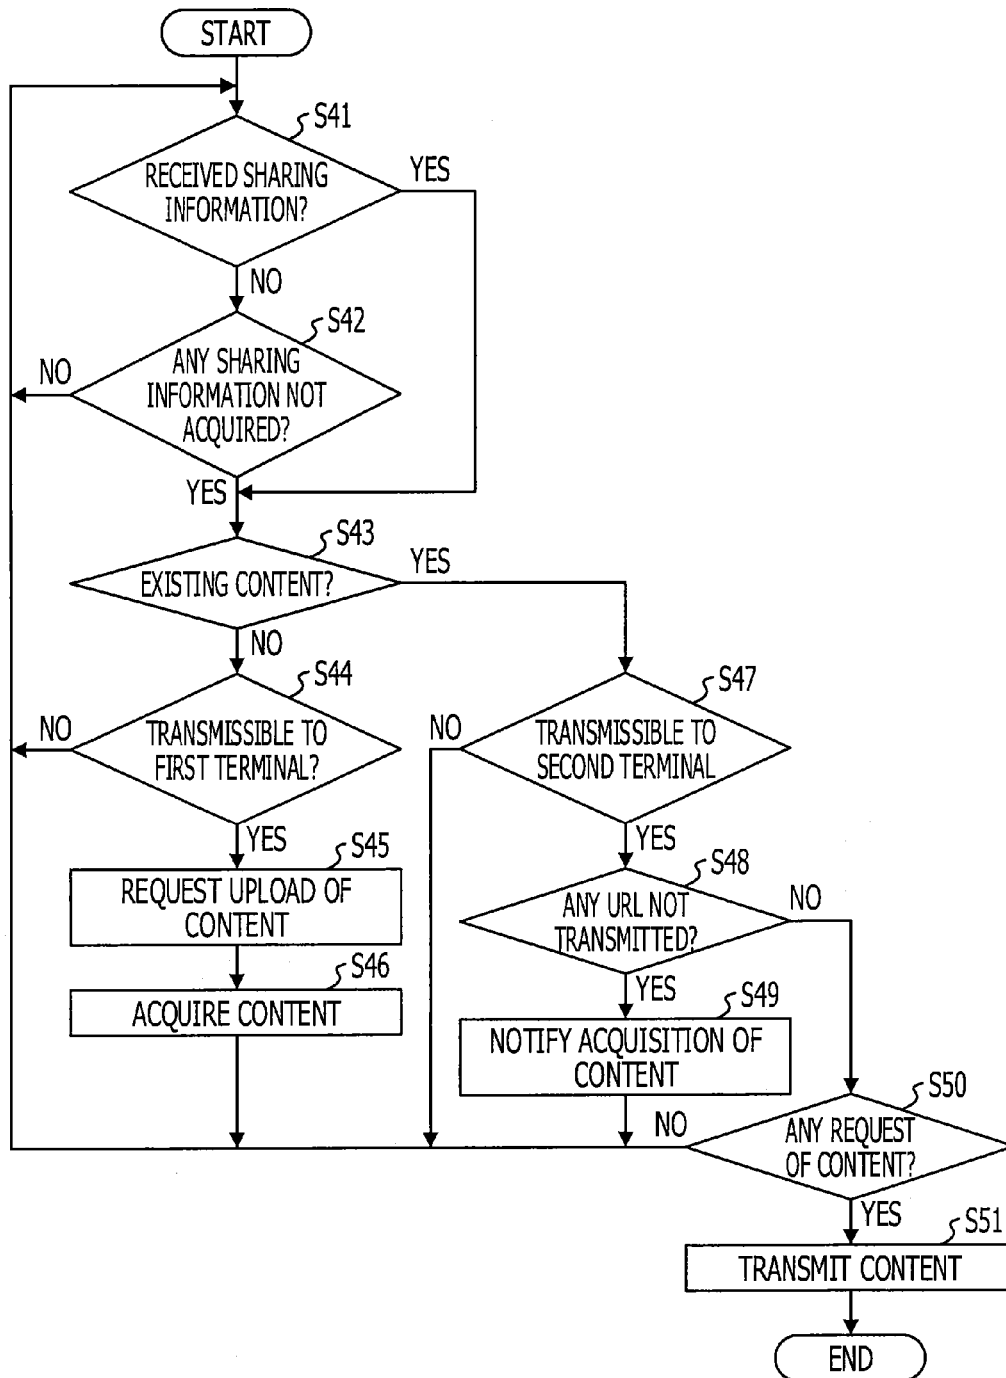 START
S41
RECEIVED SHARING
INFORMATION?
YES
NO
S42
ANY SHARING
INFORMATION NOT
ACQUIRED?
NO
YES
S43
EXISTING CONTENT?
YES
NO
S44
TRANSMISSIBLE TO
FIRST TERMINAL?
NO
YES
S45
REQUEST UPLOAD OF
CONTENT
S46
ACQUIRE CONTENT
S47
TRANSMISSIBLE TO
SECOND TERMINAL
NO
YES
S48
ANY URL NOT
TRANSMITTED?
NO
YES
S49
NOTIFY ACQUISITION OF
CONTENT
S50
ANY REQUEST
OF CONTENT?
NO
YES
S51
TRANSMIT CONTENT
END